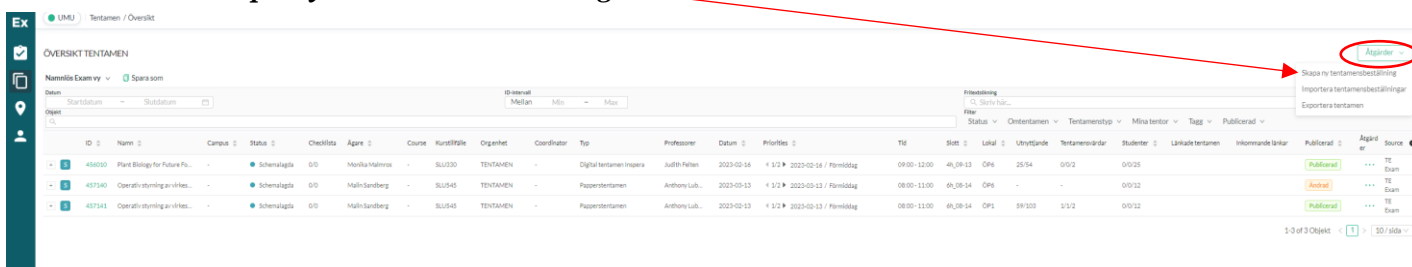 Ex UMU Tentamen / Översikt
ÖVERSIKT TENTAMEN Åtgärder
Namnlös Exam vy Spara som
Skapa ny tentamensbeställning
Importera tentamensbeställningar
Exportera tentamen
Datum ID-intervall Fritextsökning
Startdatum – Slutdatum Mellan Min – Max Skriv här...
Objekt Filter
Status Omtentamen Tentamenstyp Mina tentor Tagg Publicerad
ID Namn Campus Status Checklista Ägare Course Kurstillfälle Org.enhet Coordinator Typ Professorer Datum Priorities Tid Slott Lokal Utnyttjande Tentamensvärdar Studenter Länkade tentamen Inkommande länkar Publicerad Åtgärder Source
S 456010 Plant Biology for Future Fo... - Schemalagda 0/0 Monika Malmros - SLU330 TENTAMEN - Digital tentamen Inspera Judith Felten 2023-02-16 1/2 2023-02-16 / Förmiddag 09:00 - 12:00 4h_09-13 ÖP6 25/54 0/0/2 0/0/25 Publicerad ... TE Exam
S 457140 Operativ styrning av virkes... - Schemalagda 0/0 Malin Sandberg - SLU545 TENTAMEN - Papperstentamen Anthony Lub... 2023-03-13 1/2 2023-03-13 / Förmiddag 08:00 - 11:00 6h_08-14 ÖP6 - - 0/0/12 Ändrad ... TE Exam
S 457141 Operativ styrning av virkes... - Schemalagda 0/0 Malin Sandberg - SLU545 TENTAMEN - Papperstentamen Anthony Lub... 2023-02-13 1/2 2023-02-13 / Förmiddag 08:00 - 11:00 6h_08-14 ÖP1 59/103 1/1/2 0/0/12 Publicerad ... TE Exam
1-3 of 3 Objekt < 1 > 10 / sida